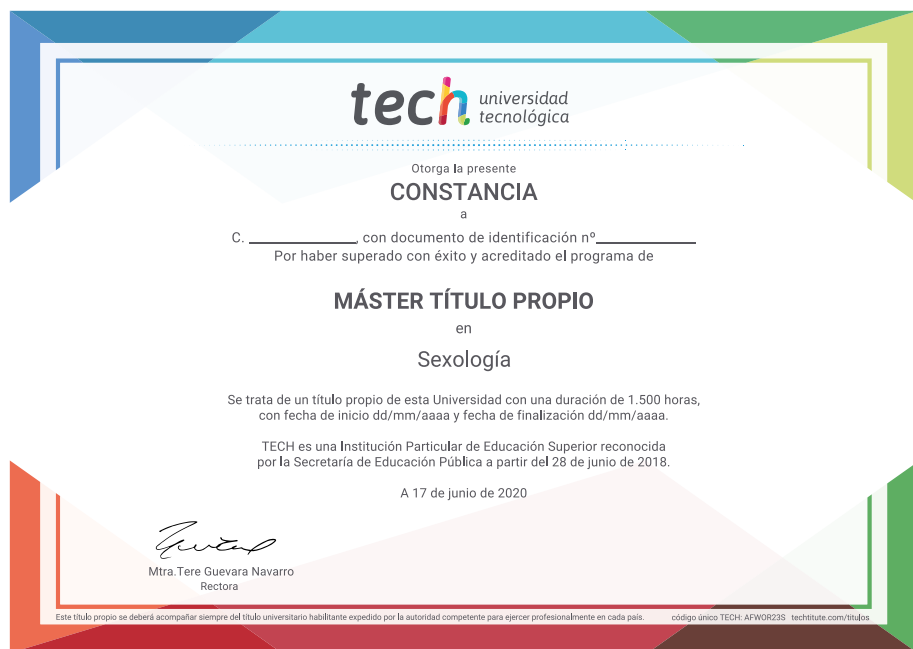 tech universidad
tecnológica
Otorga la presente
CONSTANCIA
a
C. ____________, con documento de identificación nº____________
Por haber superado con éxito y acreditado el programa de
MÁSTER TÍTULO PROPIO
en
Sexología
Se trata de un título propio de esta Universidad con una duración de 1.500 horas,
con fecha de inicio dd/mm/aaaa y fecha de finalización dd/mm/aaaa.
TECH es una Institución Particular de Educación Superior reconocida
por la Secretaría de Educación Pública a partir del 28 de junio de 2018.
A 17 de junio de 2020
Mtra.Tere Guevara Navarro
Rectora
Este título propio se deberá acompañar siempre del título universitario habilitante expedido por la autoridad competente para ejercer profesionalmente en cada país. código único TECH: AFWOR23S techtitute.com/titulos